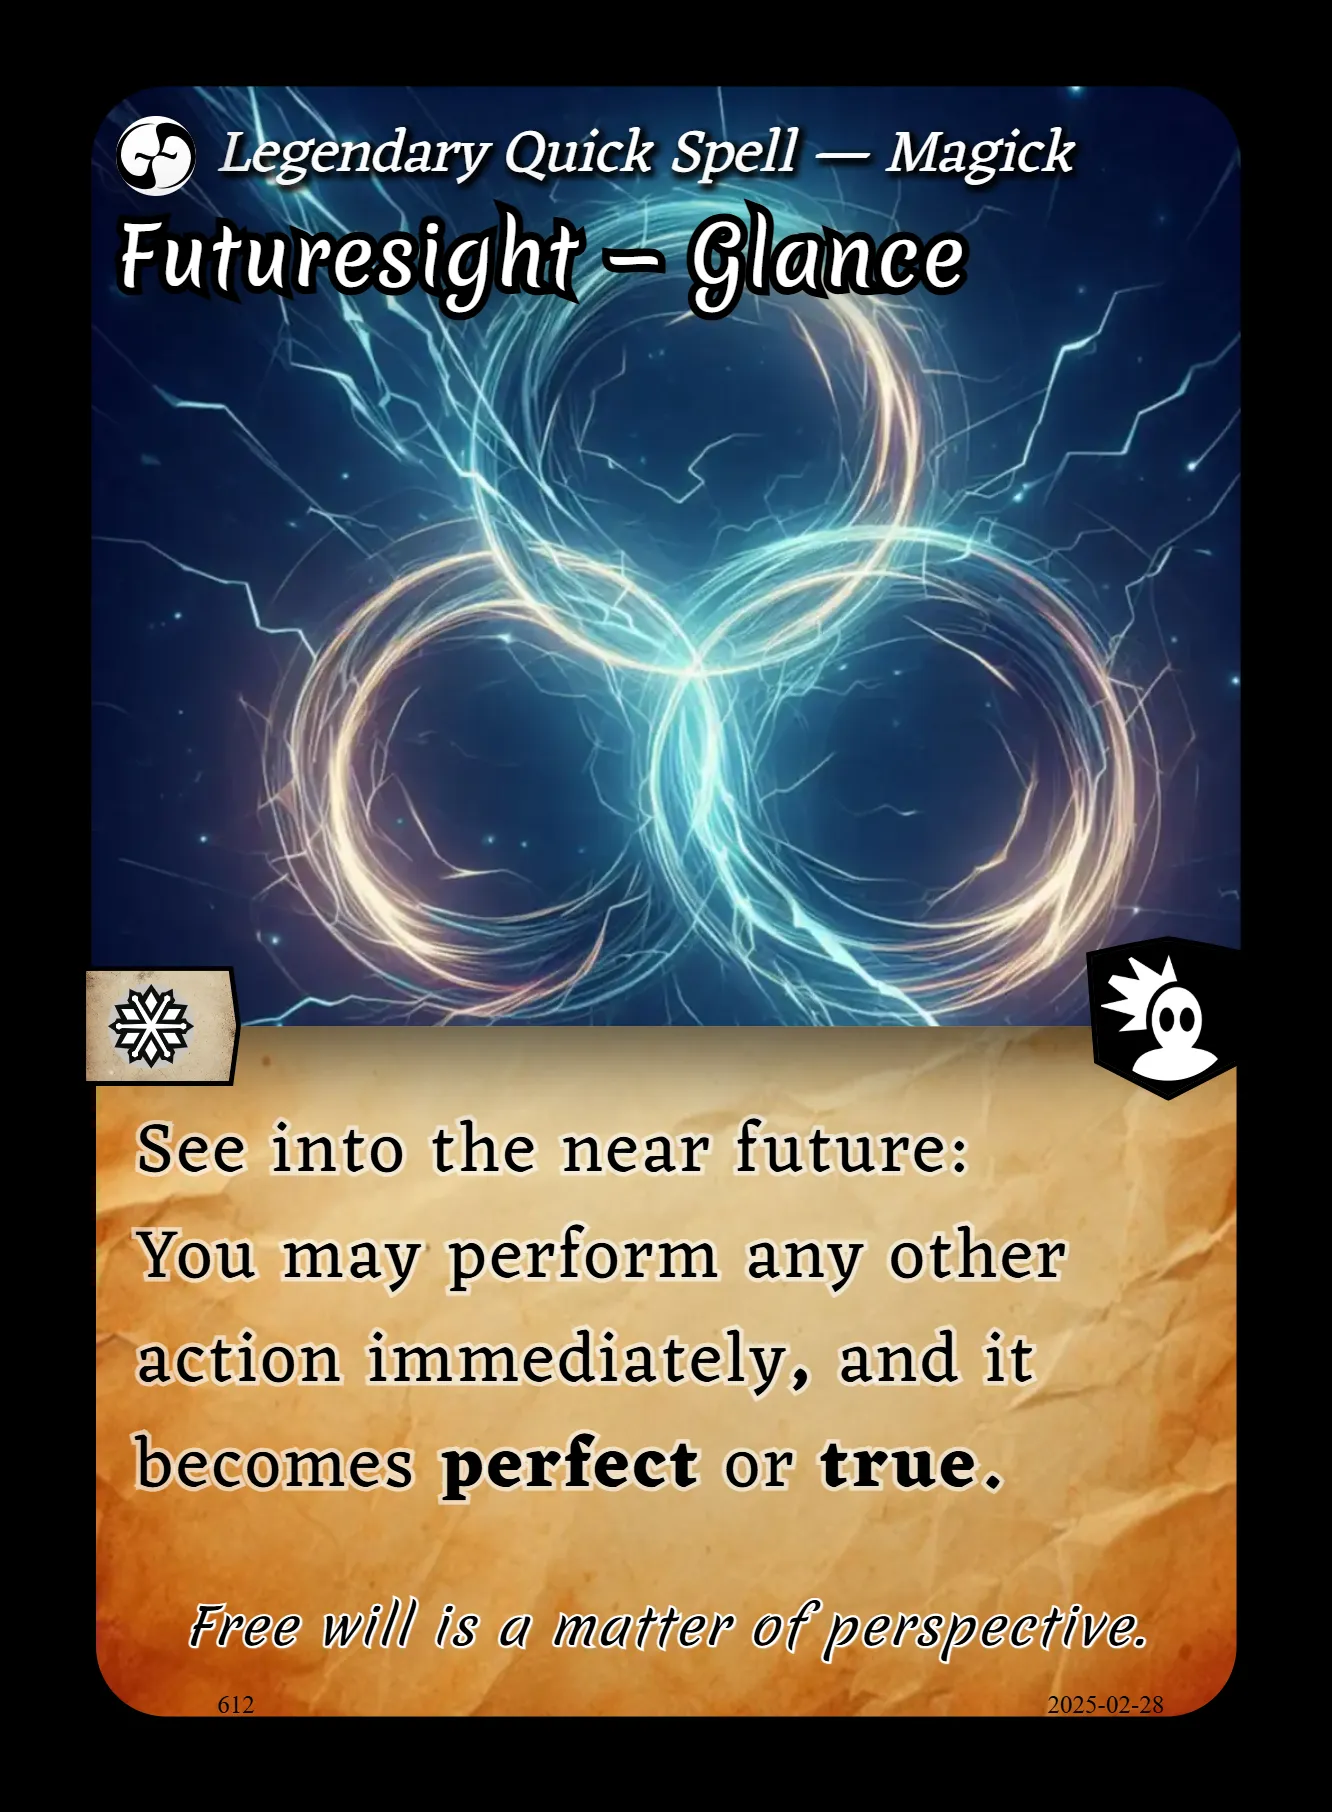 Legendary Quick Spell — Magick
Futuresight – Glance
See into the near future:
You may perform any other
action immediately, and it
becomes perfect or true.
Free will is a matter of perspective.
612
2025-02-28